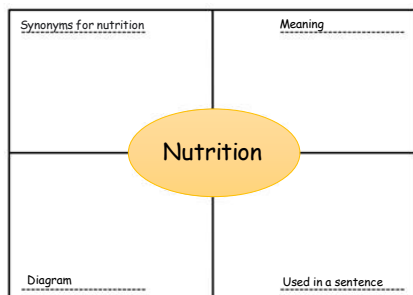 Synonyms for nutrition
Meaning
Nutrition
Diagram
Used in a sentence